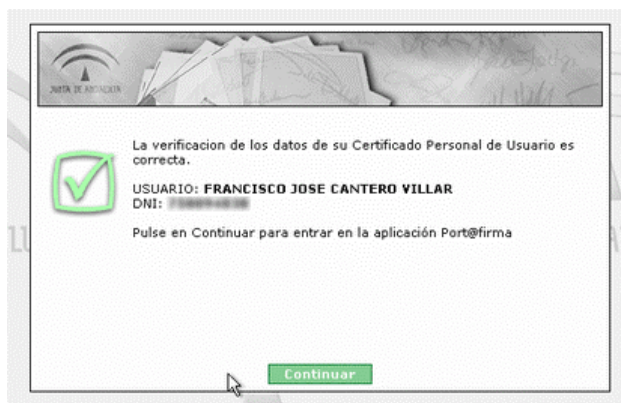 JUNTA DE ANDALUCIA
La verificacion de los datos de su Certificado Personal de Usuario es
correcta.
USUARIO: FRANCISCO JOSE CANTERO VILLAR
DNI:
Pulse en Continuar para entrar en la aplicación Port@firma
Continuar